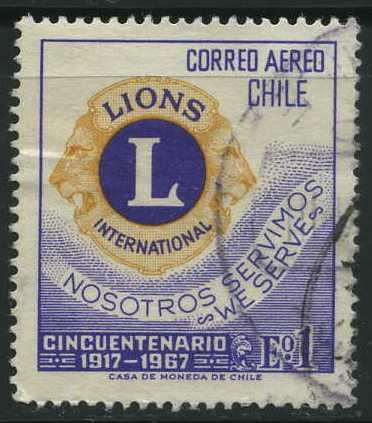 CORREO AEREO
CHILE
LIONS
L
INTERNATIONAL
NOSOTROS SERVIMOS
WE SERVE
CINCUENTENARIO
1917-1967
Eº1
CASA DE MONEDA DE CHILE